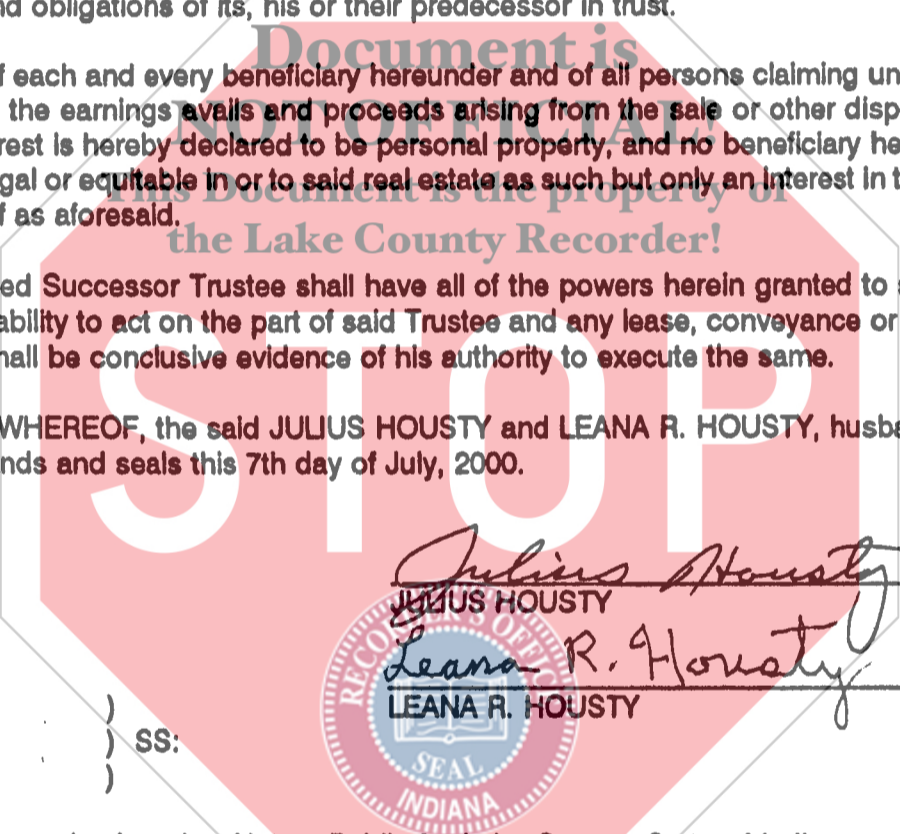 nd obligations of its, his or their predecessor in trust.
Document is
f each and every beneficiary hereunder and of all persons claiming un
the earnings avails and proceeds arising from the sale or other disp
NOT OFFICIAL!
rest is hereby declared to be personal property, and no beneficiary he
gal or equitable in or to said real estate as such but only an interest in t
This Document is the property of
f as aforesaid.
the Lake County Recorder!
ed Successor Trustee shall have all of the powers herein granted to
ability to act on the part of said Trustee and any lease, conveyance or
hall be conclusive evidence of his authority to execute the same.
STOP
WHEREOF, the said JULIUS HOUSTY and LEANA R. HOUSTY, husba
nds and seals this 7th day of July, 2000.
Julius Housty
JULIUS HOUSTY
Leana R. Housty
LEANA R. HOUSTY
RECORDER'S OFFIC
SEAL
INDIANA
)
) SS:
)